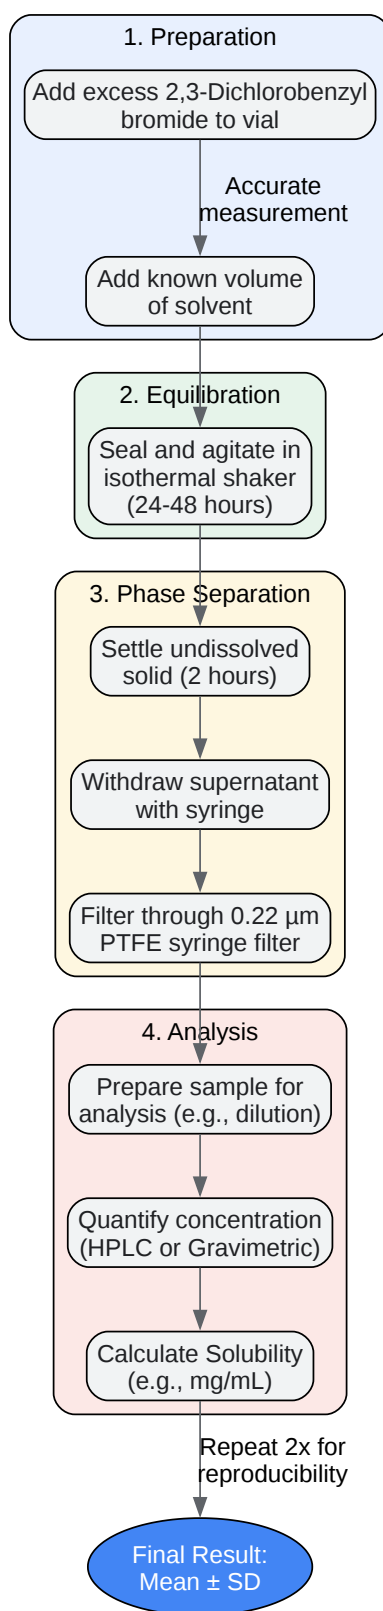 1. Preparation
Add excess 2,3-Dichlorobenzyl
bromide to vial
Accurate
measurement
Add known volume
of solvent
2. Equilibration
Seal and agitate in
isothermal shaker
(24-48 hours)
3. Phase Separation
Settle undissolved
solid (2 hours)
Withdraw supernatant
with syringe
Filter through 0.22 µm
PTFE syringe filter
4. Analysis
Prepare sample for
analysis (e.g., dilution)
Quantify concentration
(HPLC or Gravimetric)
Calculate Solubility
(e.g., mg/mL)
Repeat 2x for
reproducibility
Final Result:
Mean ± SD